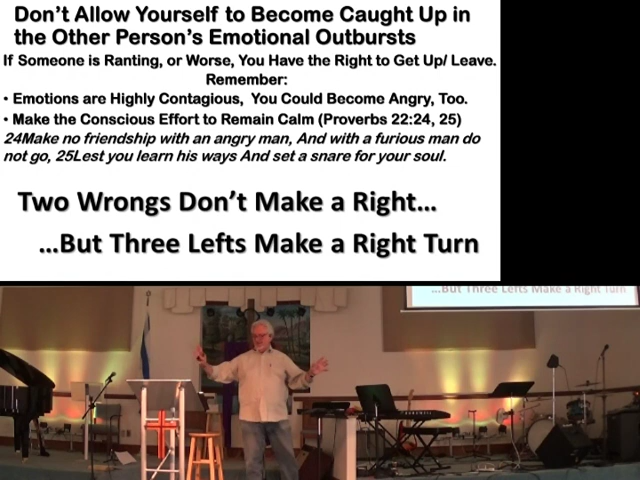 Don't Allow Yourself to Become Caught Up in
the Other Person's Emotional Outbursts
If Someone is Ranting, or Worse, You Have the Right to Get Up/ Leave.
Remember:
• Emotions are Highly Contagious, You Could Become Angry, Too.
• Make the Conscious Effort to Remain Calm (Proverbs 22:24, 25)
24Make no friendship with an angry man, And with a furious man do
not go, 25Lest you learn his ways And set a snare for your soul.
Two Wrongs Don't Make a Right...
...But Three Lefts Make a Right Turn
...But Three Lefts Make a Right Turn